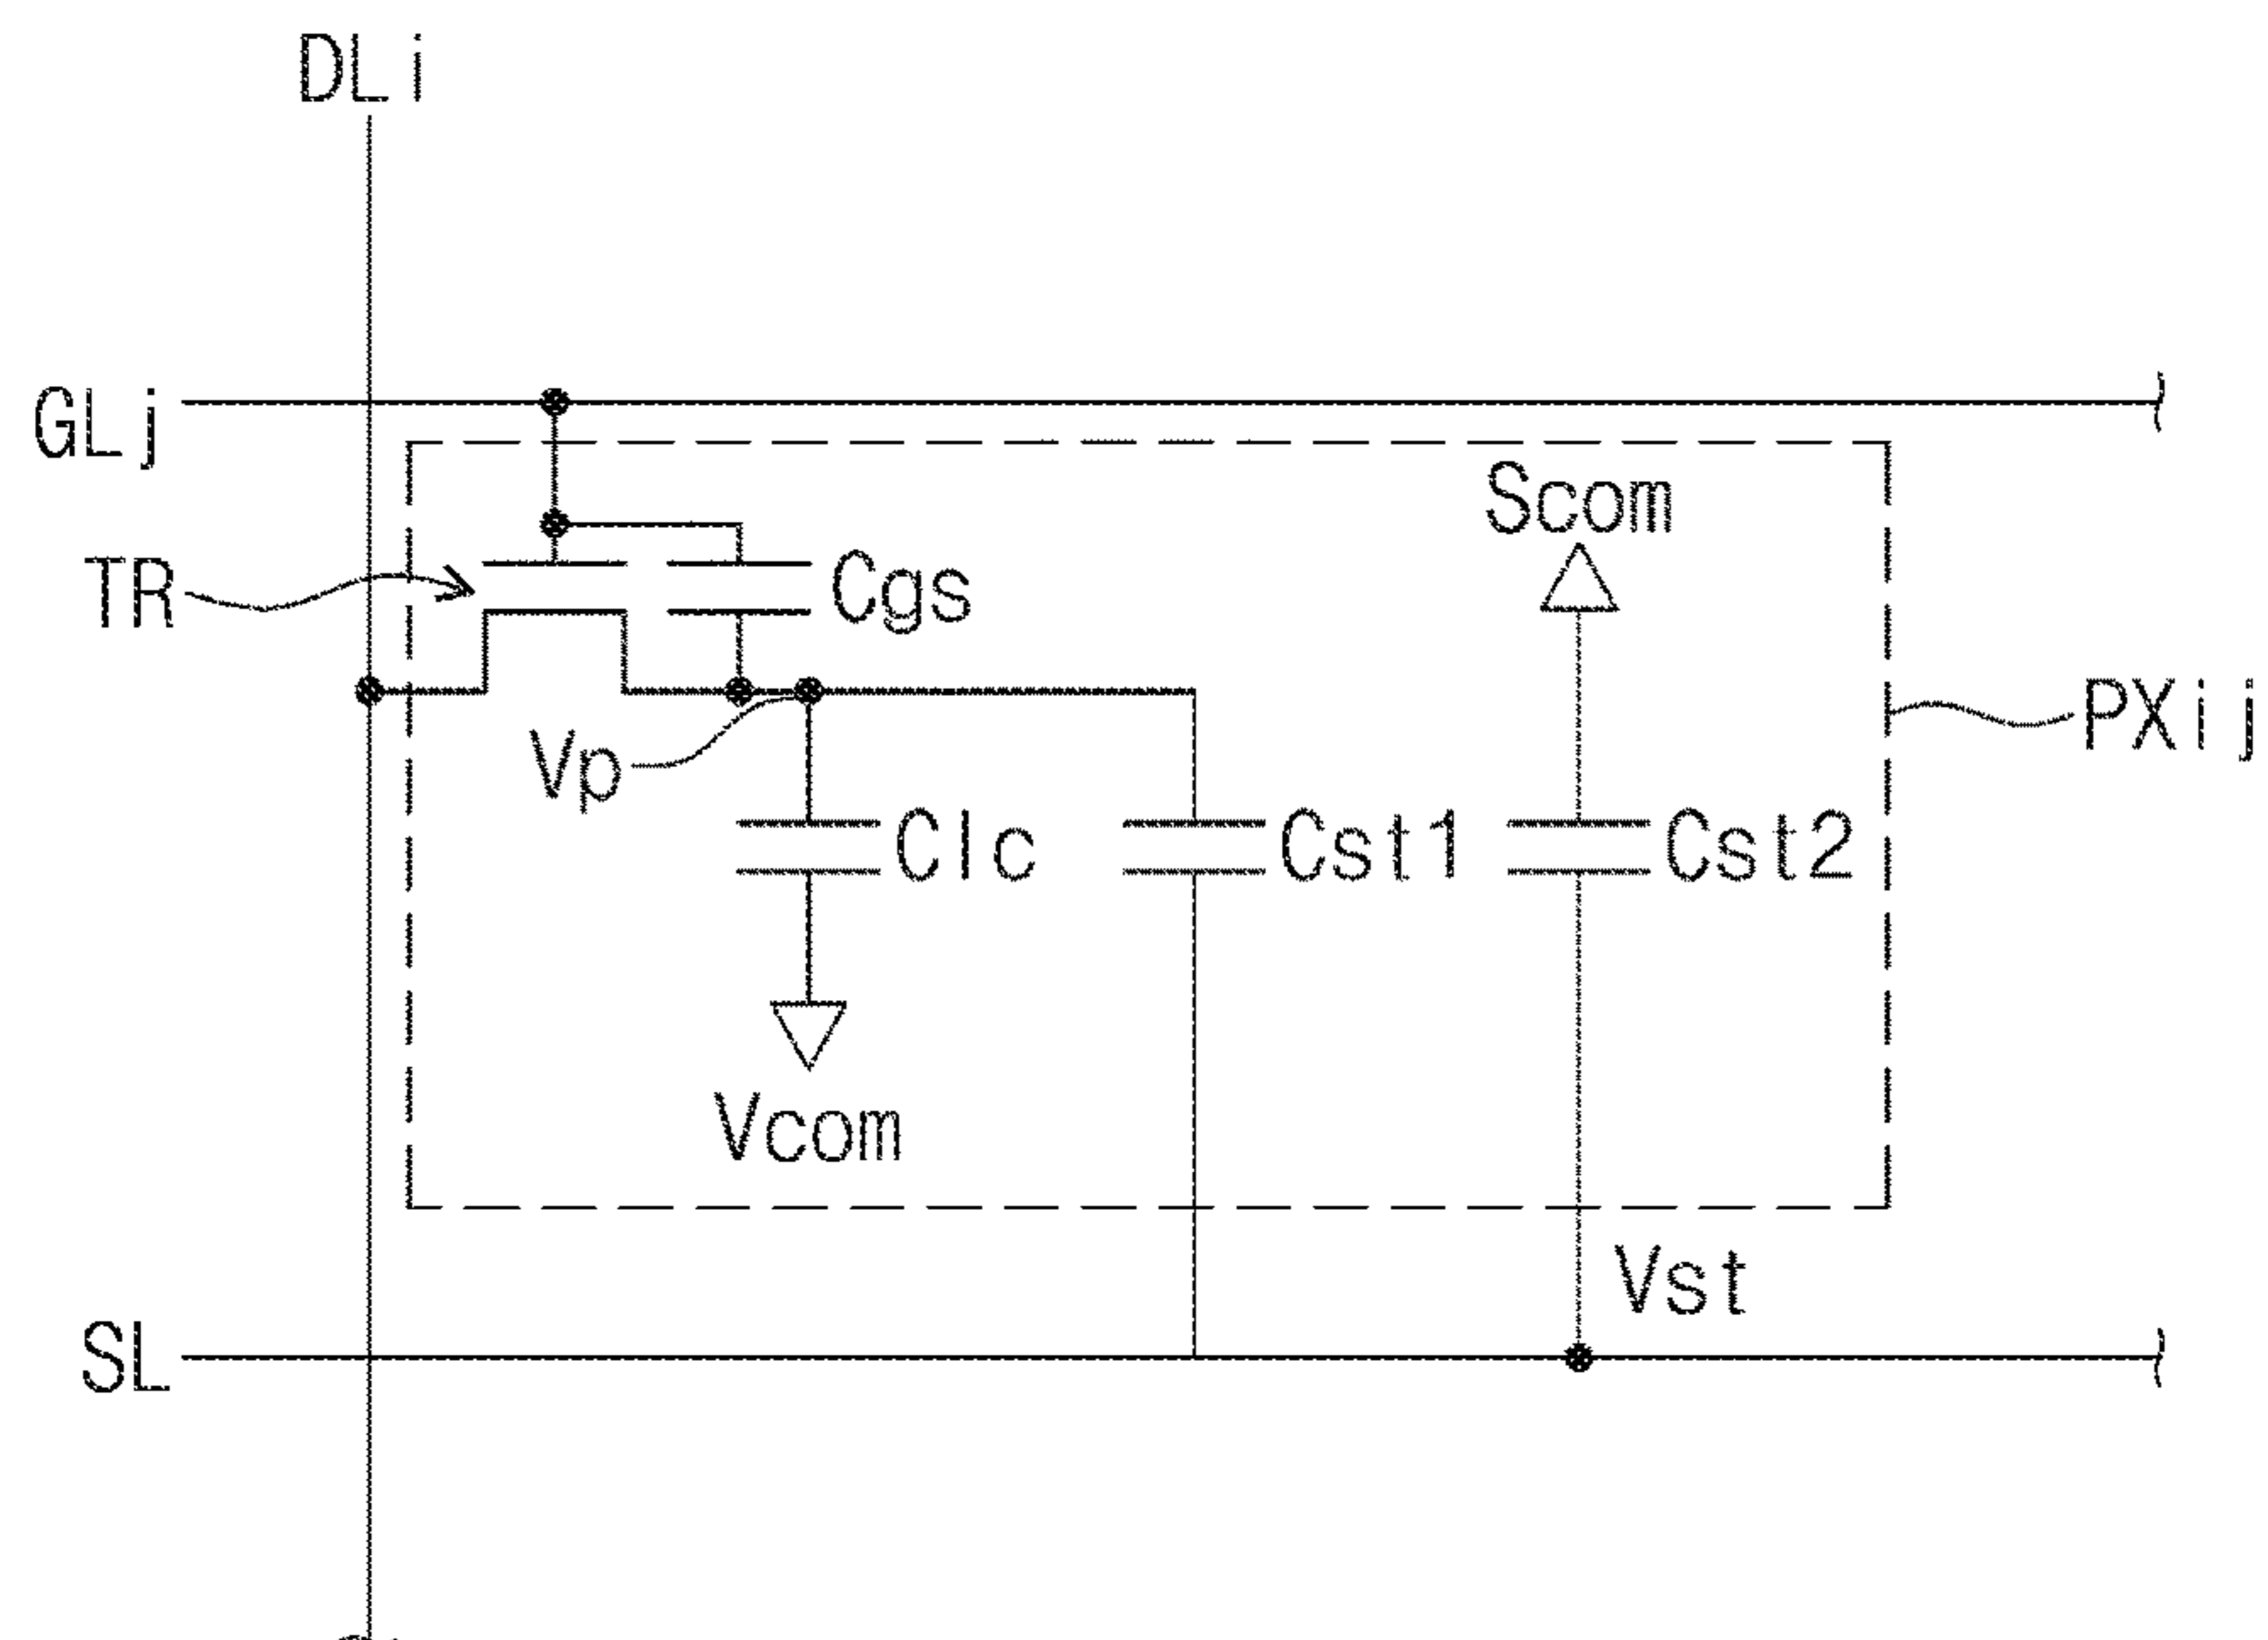 DLi
GLj
Scom
TR
Cgs
PXij
Vp
Clc
Cst1
Cst2
Vcom
Vst
SL